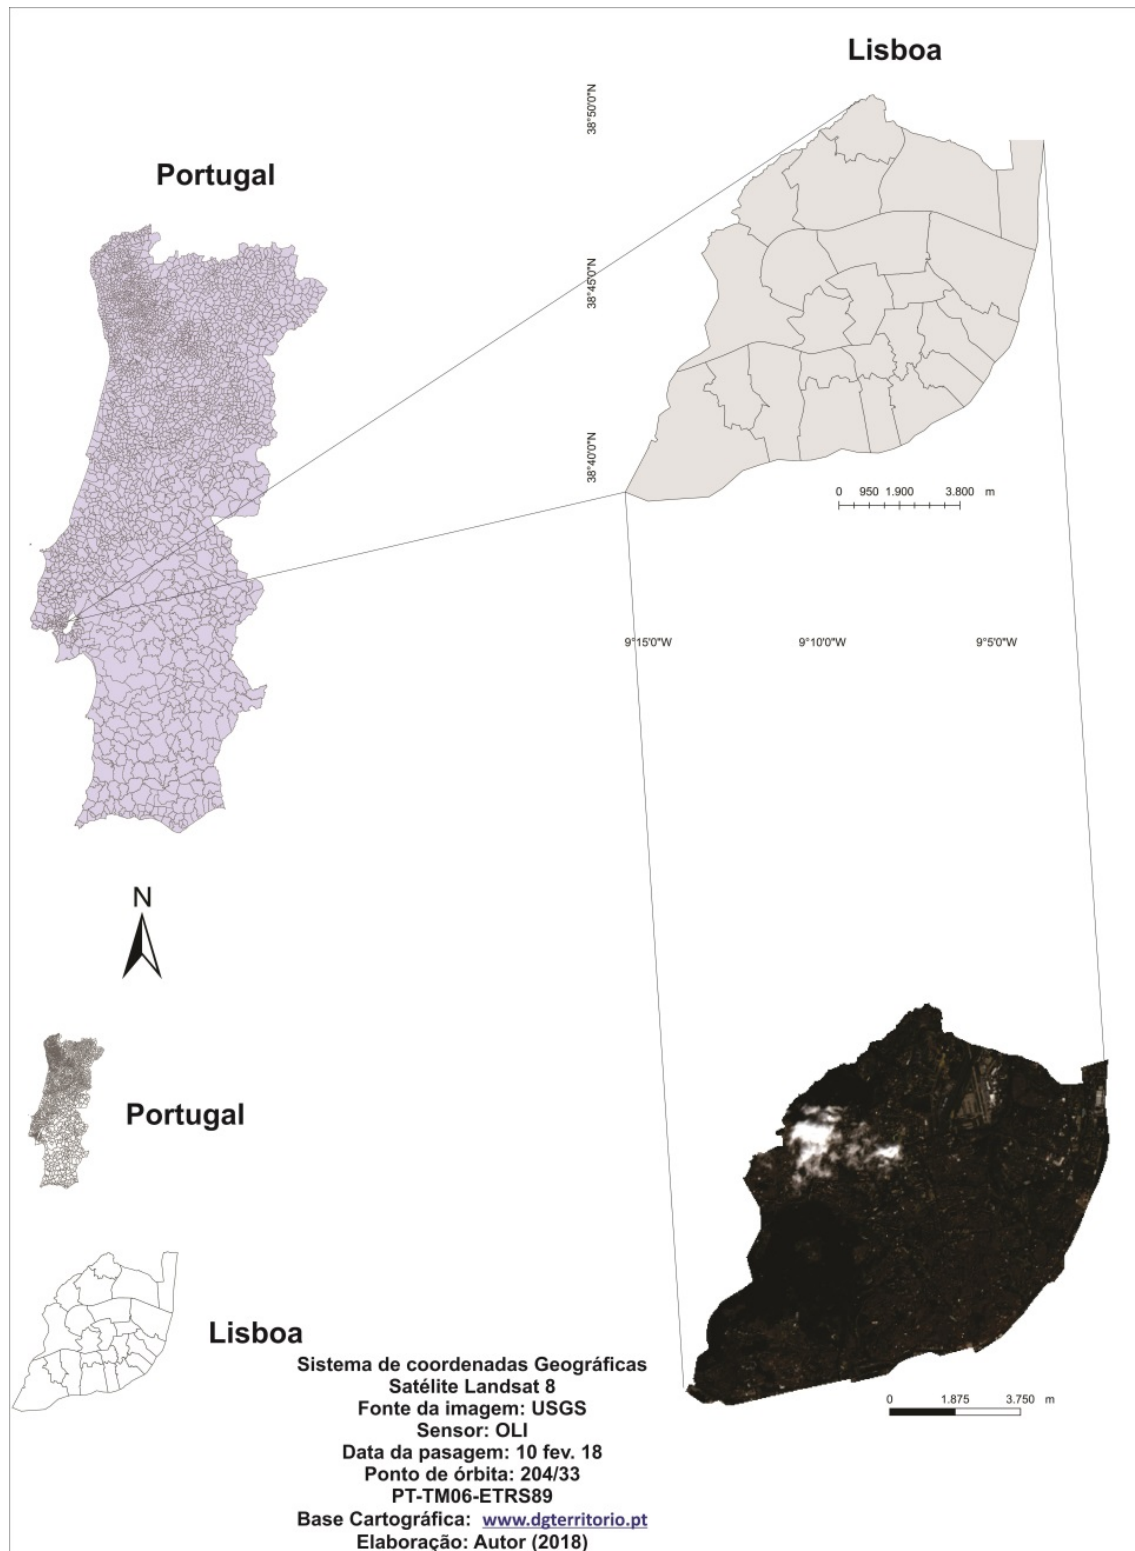 Lisboa
38°50'0"N
Portugal
38°45'0"N
38°40'0"N
0 950 1.900 3.800 m
9°15'0"W 9°10'0"W 9°5'0"W
N
Portugal
Lisboa
Sistema de coordenadas Geográficas
Satélite Landsat 8
Fonte da imagem: USGS
Sensor: OLI
Data da pasagem: 10 fev. 18
Ponto de órbita: 204/33
PT-TM06-ETRS89
Base Cartográfica: www.dgterritorio.pt
Elaboração: Autor (2018)
0 1.875 3.750 m